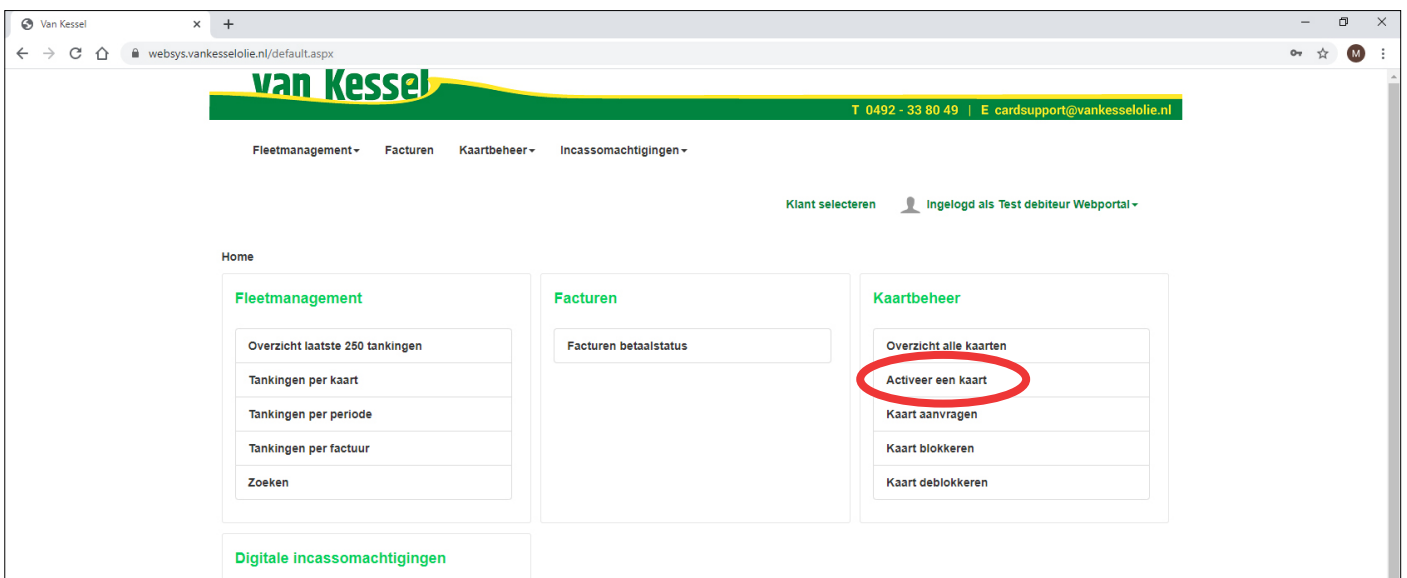 Van Kessel
websys.vankesselolie.nl/default.aspx
M
van Kessel
T 0492 - 33 80 49 | E cardsupport@vankesselolie.nl
Fleetmanagement Facturen Kaartbeheer Incassomachtigingen
Klant selecteren Ingelogd als Test debiteur Webportal
Home
Fleetmanagement
Overzicht laatste 250 tankingen
Tankingen per kaart
Tankingen per periode
Tankingen per factuur
Zoeken
Facturen
Facturen betaalstatus
Kaartbeheer
Overzicht alle kaarten
Activeer een kaart
Kaart aanvragen
Kaart blokkeren
Kaart deblokkeren
Digitale incassomachtigingen